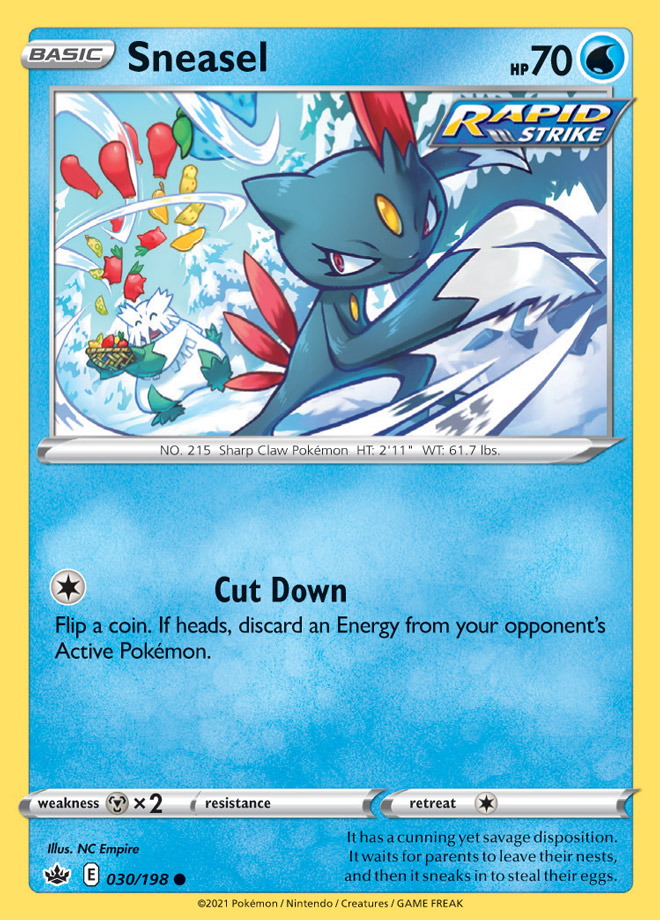 BASIC Sneasel HP70
RAPID
STRIKE
NO. 215 Sharp Claw Pokémon HT: 2'11" WT: 61.7 lbs.
Cut Down
Flip a coin. If heads, discard an Energy from your opponent's
Active Pokémon.
weakness ×2 resistance retreat
Illus. NC Empire
It has a cunning yet savage disposition.
It waits for parents to leave their nests,
and then it sneaks in to steal their eggs.
E 030/198
©2021 Pokémon / Nintendo / Creatures / GAME FREAK